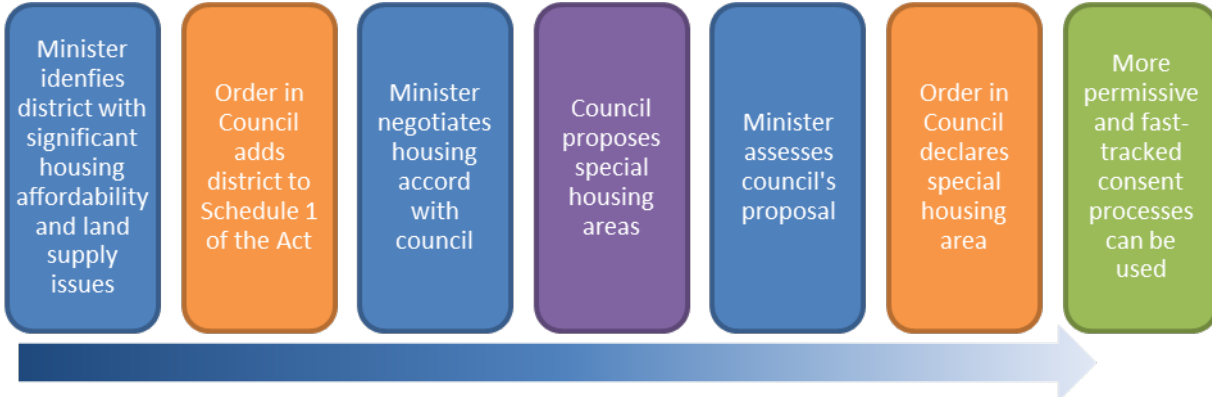 Minister
idenfies
district with
significant
housing
affordability
and land
supply
issues
Order in
Council
adds
district to
Schedule 1
of the Act
Minister
negotiates
housing
accord
with
council
Council
proposes
special
housing
areas
Minister
assesses
council's
proposal
Order in
Council
declares
special
housing
area
More
permissive
and fast-
tracked
consent
processes
can be
used